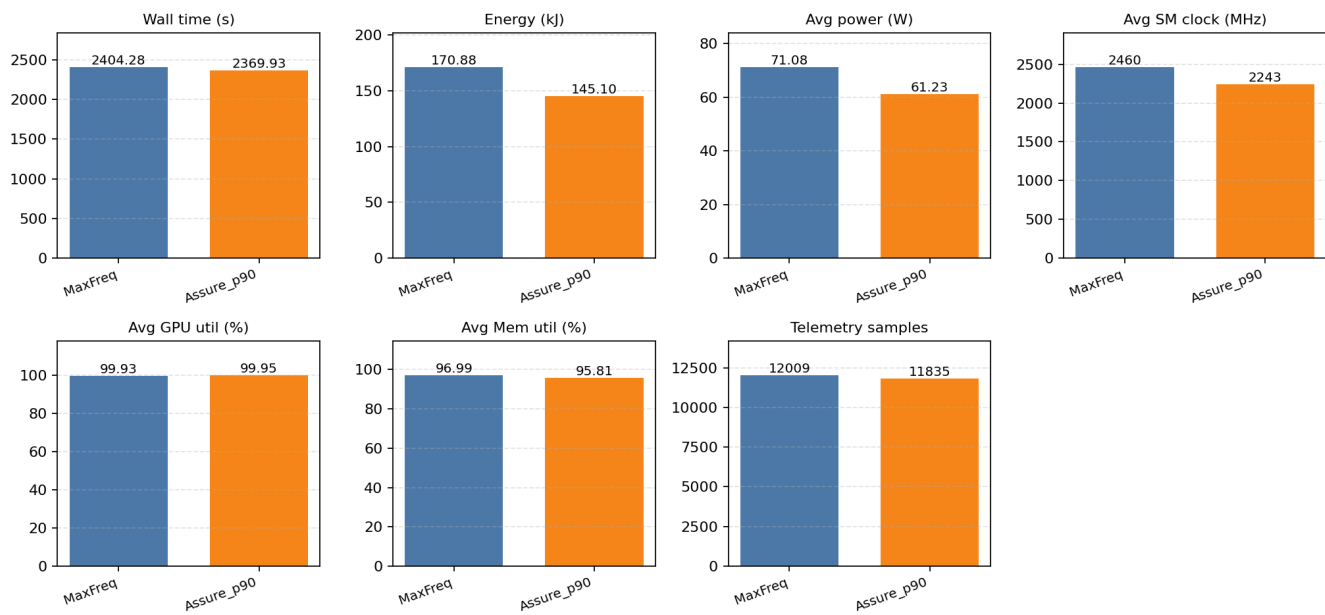 Wall time (s)
2500
2000
1500
1000
500
0
2404.28
2369.93
MaxFreq
Assure_p90
Energy (kJ)
200
150
100
50
0
170.88
145.10
MaxFreq
Assure_p90
Avg power (W)
80
60
40
20
0
71.08
61.23
MaxFreq
Assure_p90
Avg SM clock (MHz)
2500
2000
1500
1000
500
0
2460
2243
MaxFreq
Assure_p90
Avg GPU util (%)
100
80
60
40
20
0
99.93
99.95
MaxFreq
Assure_p90
Avg Mem util (%)
100
80
60
40
20
0
96.99
95.81
MaxFreq
Assure_p90
Telemetry samples
12500
10000
7500
5000
2500
0
12009
11835
MaxFreq
Assure_p90